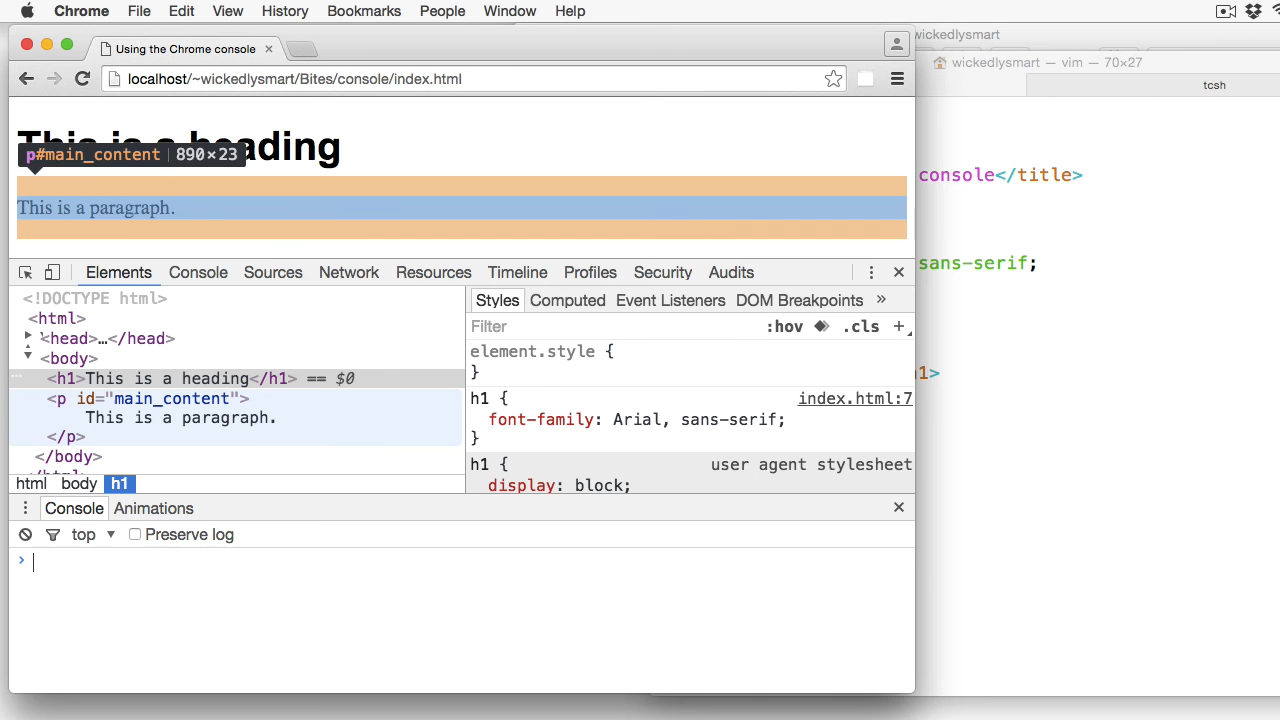 Chrome File Edit View History Bookmarks People Window Help
Using the Chrome console
wickedlysmart
localhost/~wickedlysmart/Bites/console/index.html
wickedlysmart — vim — 70×27
tcsh
This is a heading
p#main_content 890×23
This is a paragraph.
console</title>
sans-serif;
h1>
Elements Console Sources Network Resources Timeline Profiles Security Audits
<!DOCTYPE html>
<html>
<head>…</head>
<body>
<h1>This is a heading</h1> == $0
<p id="main_content">
This is a paragraph.
</p>
</body>
</html>
html body h1
Styles Computed Event Listeners DOM Breakpoints »
Filter :hov .cls +
element.style {
}
h1 { index.html:7
font-family: Arial, sans-serif;
}
h1 { user agent stylesheet
display: block;
Console Animations
top Preserve log